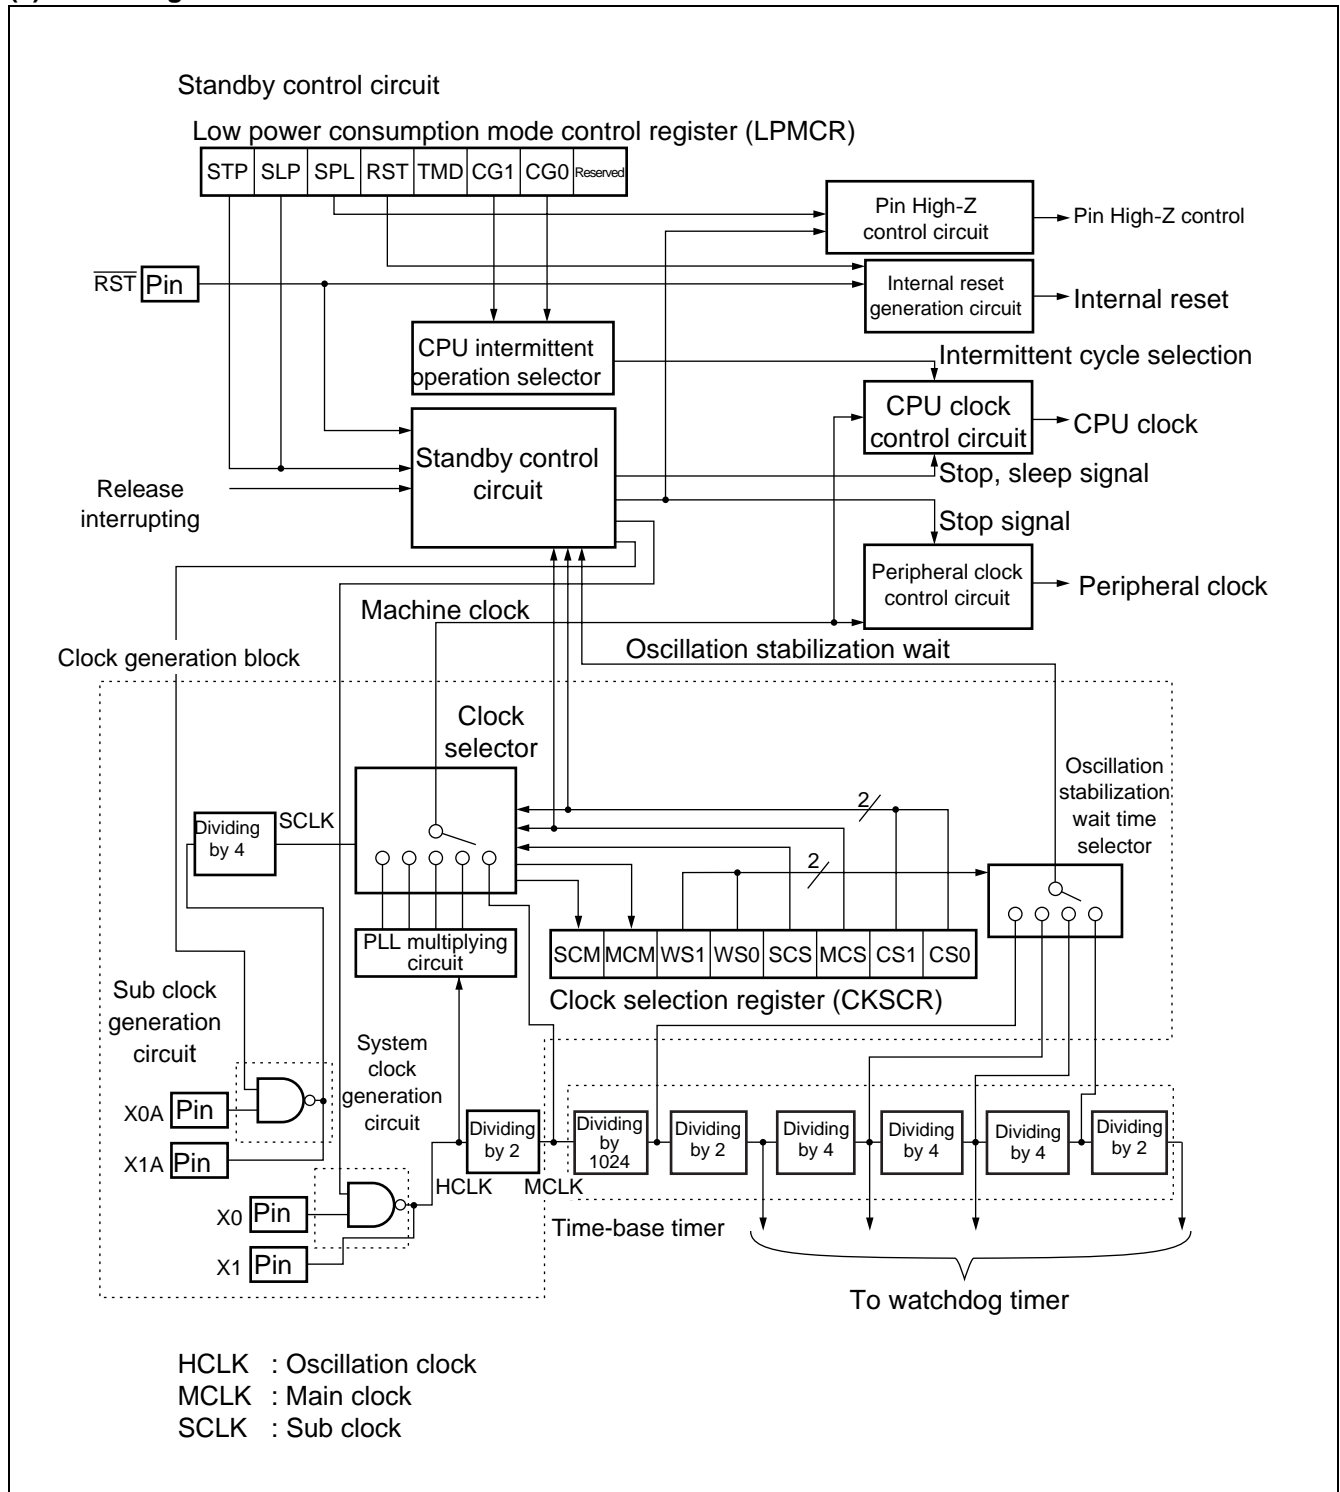 Standby control circuit
Low power consumption mode control register (LPMCR)
STP SLP SPL RST TMD CG1 CG0 Reserved
Pin High-Z
control circuit
Pin High-Z control
RST Pin
Internal reset
generation circuit
Internal reset
CPU intermittent
operation selector
Intermittent cycle selection
CPU clock
control circuit
CPU clock
Standby control
circuit
Stop, sleep signal
Release
interrupting
Stop signal
Peripheral clock
control circuit
Peripheral clock
Machine clock
Oscillation stabilization wait
Clock generation block
Clock
selector
Oscillation
stabilization
wait time
selector
2
Dividing
by 4
SCLK
2
PLL multiplying
circuit
SCM MCM WS1 WS0 SCS MCS CS1 CS0
Clock selection register (CKSCR)
Sub clock
generation
circuit
System
clock
generation
circuit
X0A Pin
X1A Pin
Dividing
by 2
Dividing
by
1024
Dividing
by 2
Dividing
by 4
Dividing
by 4
Dividing
by 4
Dividing
by 2
HCLK
MCLK
X0 Pin
X1 Pin
Time-base timer
To watchdog timer
HCLK : Oscillation clock
MCLK : Main clock
SCLK : Sub clock